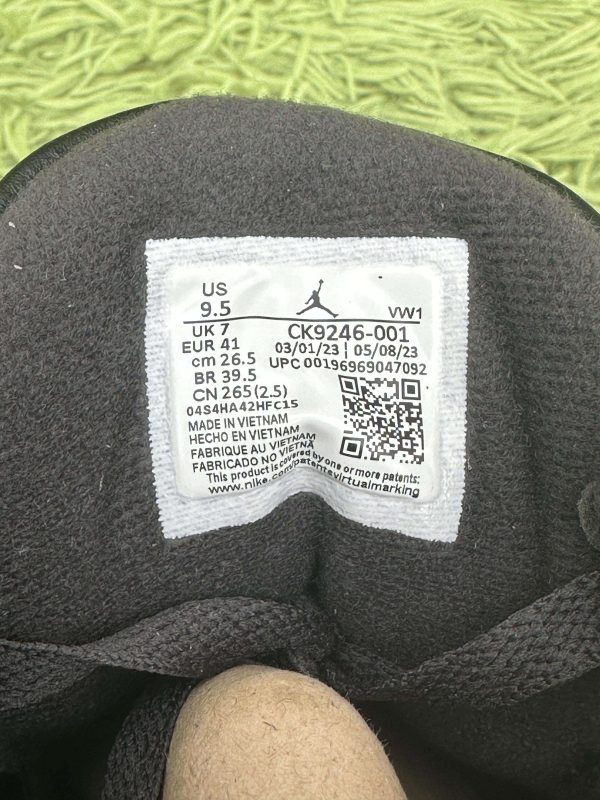 US
9.5
VW1
UK 7
EUR 41
cm 26.5
BR 39.5
CN 265(2.5)
CK9246-001
03/01/23 | 05/08/23
UPC 00196969047092
04S4HA42HFC15
MADE IN VIETNAM
HECHO EN VIETNAM
FABRIQUE AU VIETNAM
FABRICADO NO VIETNÃ
This product is covered by one or more patents:
www.nike.com/patentsvirtualmarking